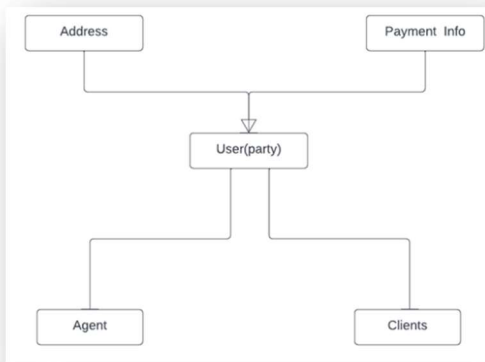 Address
Payment Info
User(party)
Agent
Clients